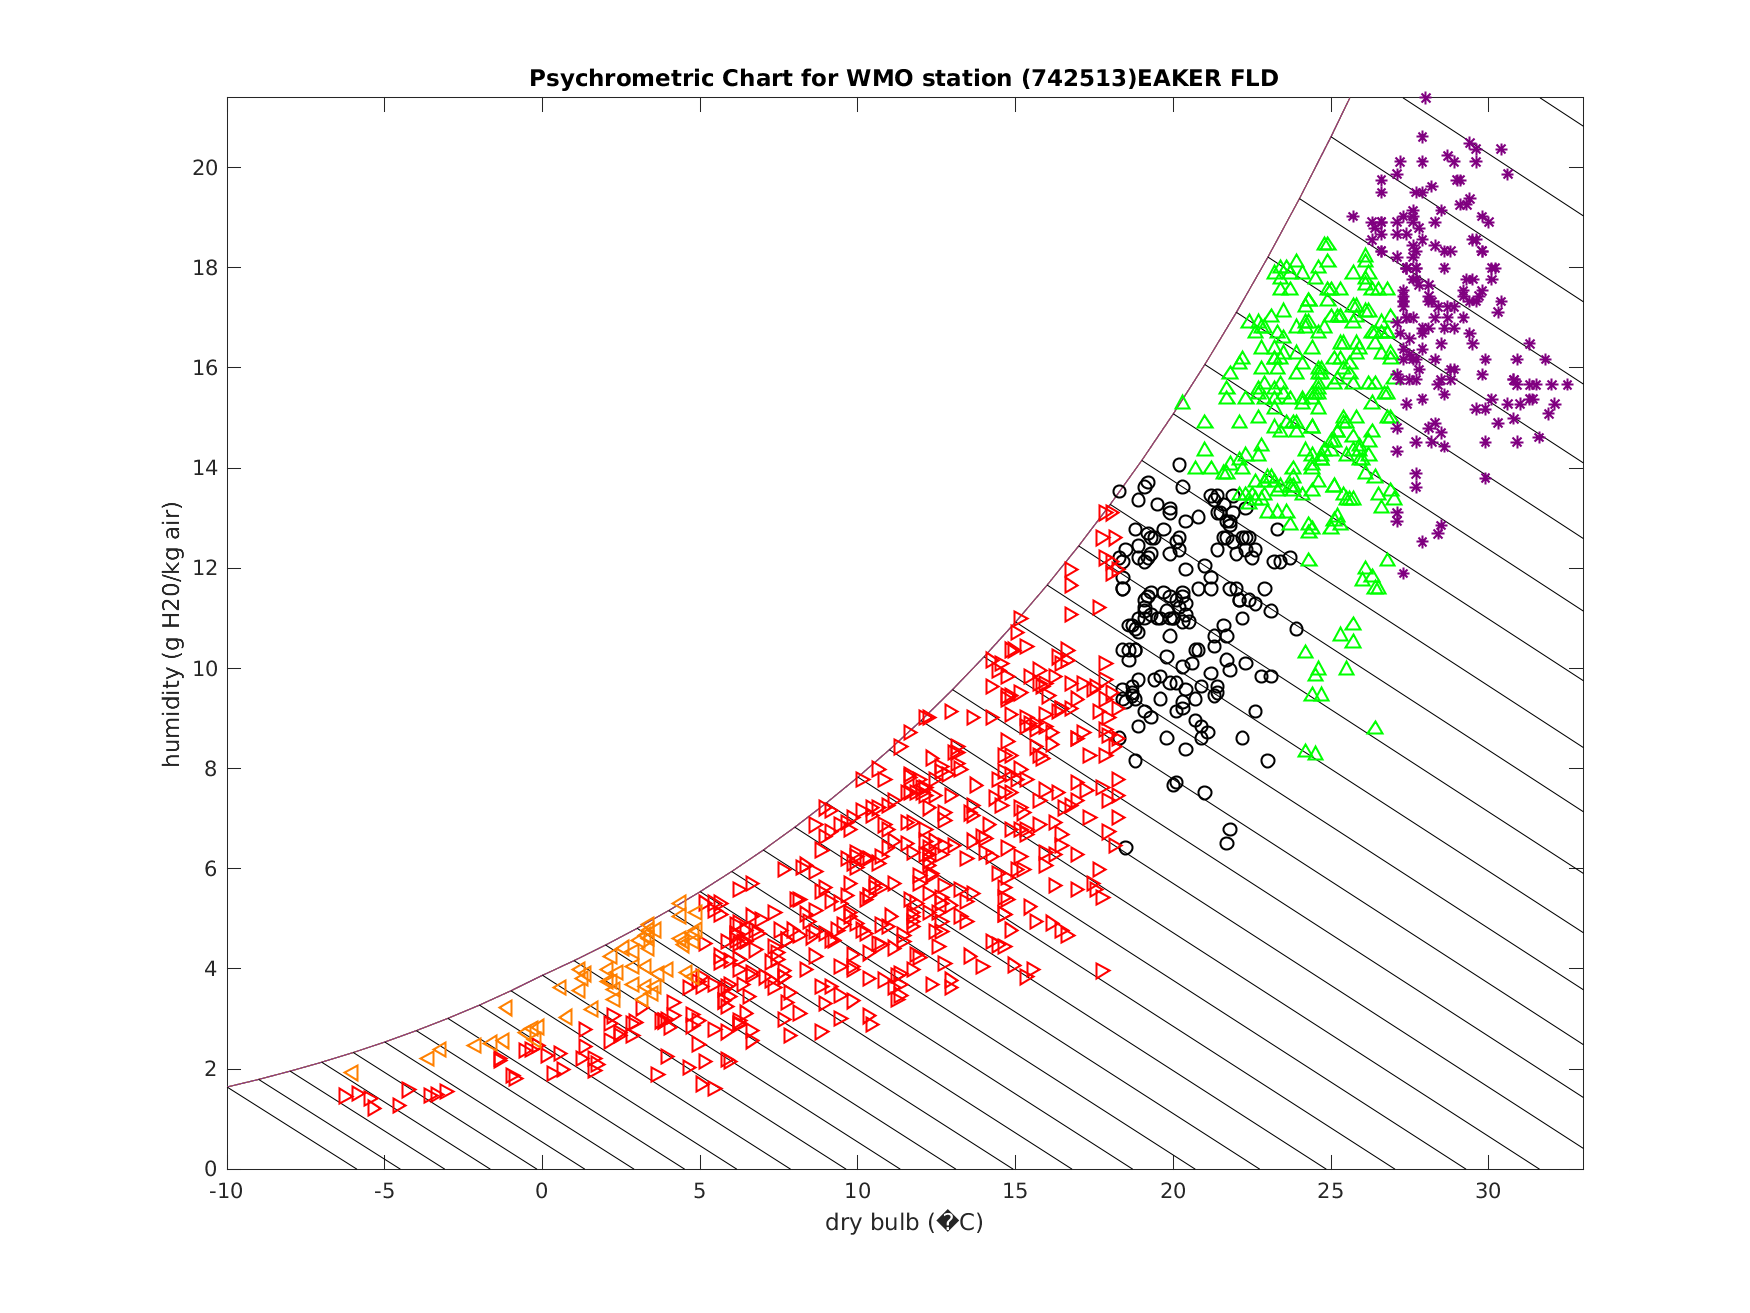 Psychrometric Chart for WMO station (742513)EAKER FLD
humidity (g H20/kg air)
20
18
16
14
12
10
8
6
4
2
0
-10 -5 0 5 10 15 20 25 30
dry bulb (�C)